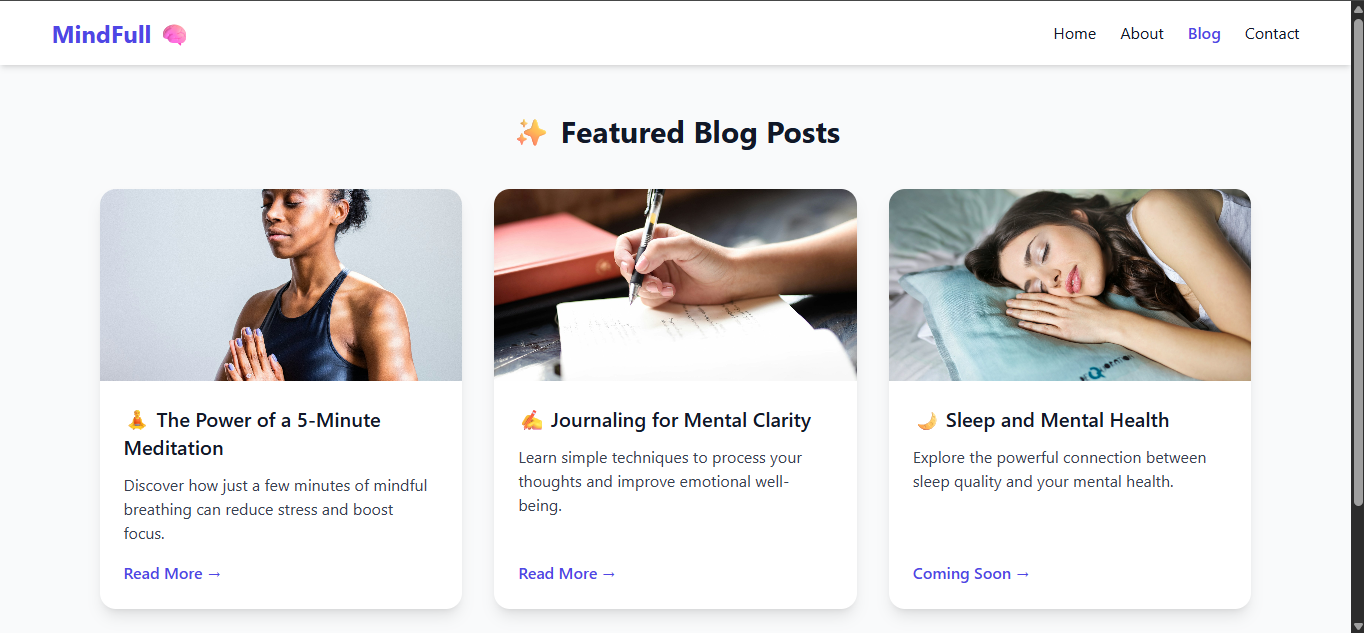 MindFull 🧠
Home About Blog Contact
✨ Featured Blog Posts
🧘 The Power of a 5-Minute
Meditation
Discover how just a few minutes of mindful
breathing can reduce stress and boost
focus.
Read More →
✍️ Journaling for Mental Clarity
Learn simple techniques to process your
thoughts and improve emotional well-
being.
Read More →
🌙 Sleep and Mental Health
Explore the powerful connection between
sleep quality and your mental health.
Coming Soon →